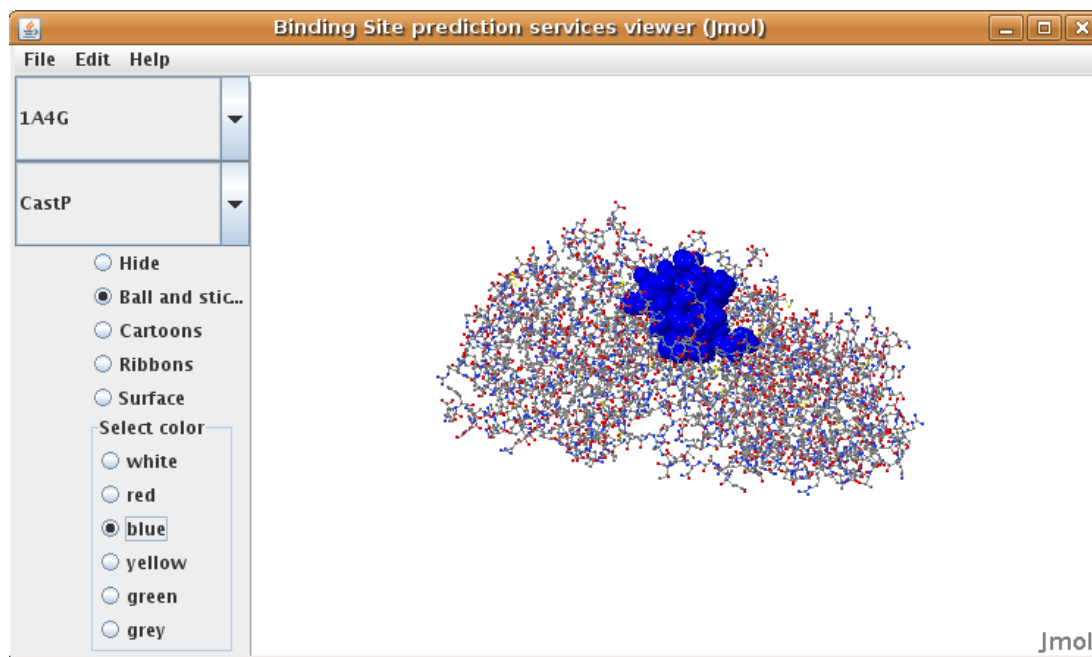 Binding Site prediction services viewer (Jmol)
File Edit Help
1A4G
CastP
Hide
Ball and stic...
Cartoons
Ribbons
Surface
Select color
white
red
blue
yellow
green
grey
Jmol